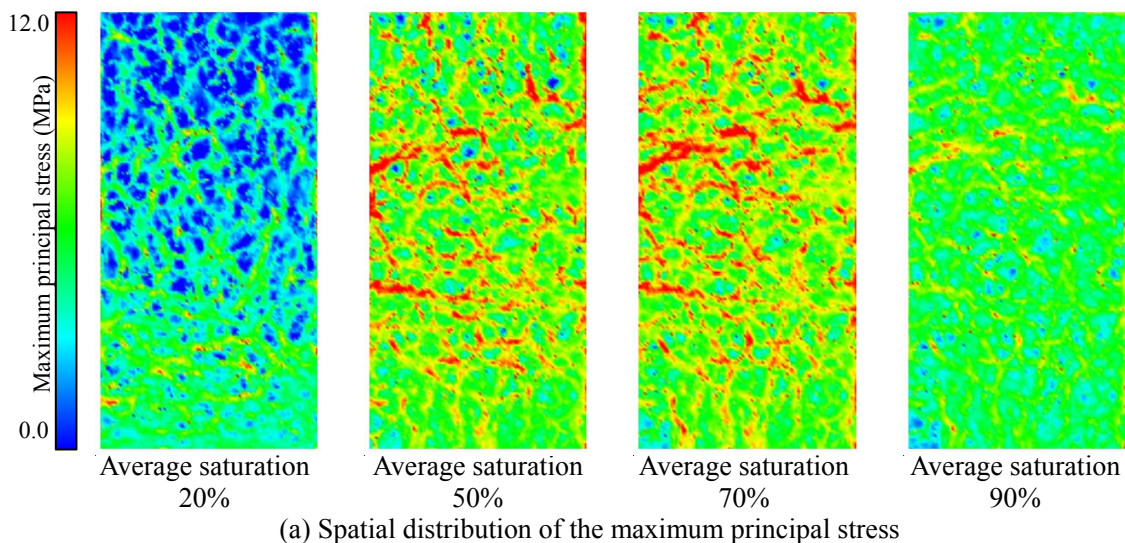 12.0
Maximum principal stress (MPa)
0.0
Average saturation
20%
Average saturation
50%
Average saturation
70%
Average saturation
90%
(a) Spatial distribution of the maximum principal stress